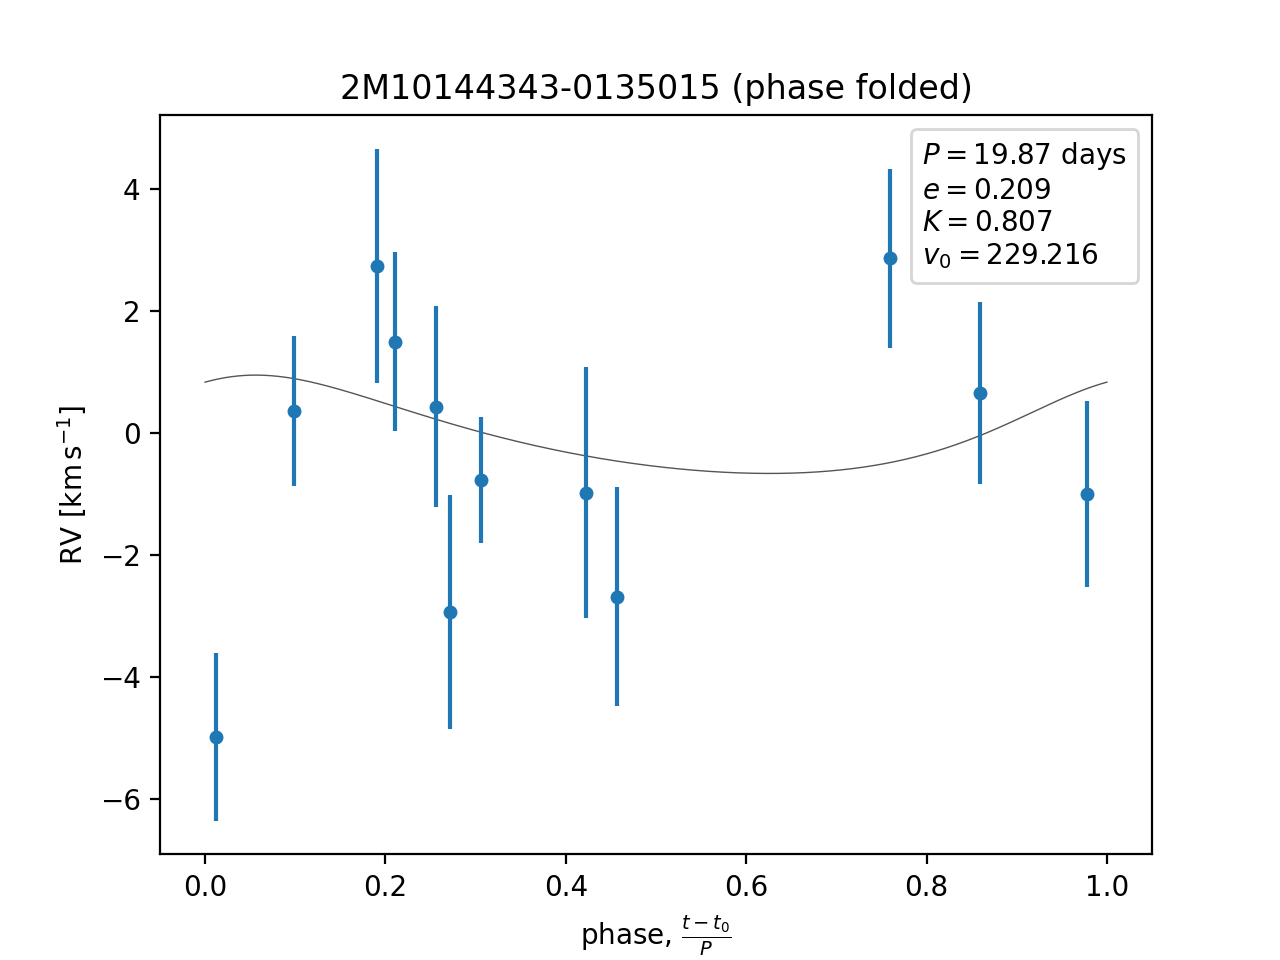 2M10144343-0135015 (phase folded)
P = 19.87 days
e = 0.209
K = 0.807
v₀ = 229.216
4
2
0
−2
−4
−6
RV [km s⁻¹]
0.0 0.2 0.4 0.6 0.8 1.0
phase, (t − t₀)/P